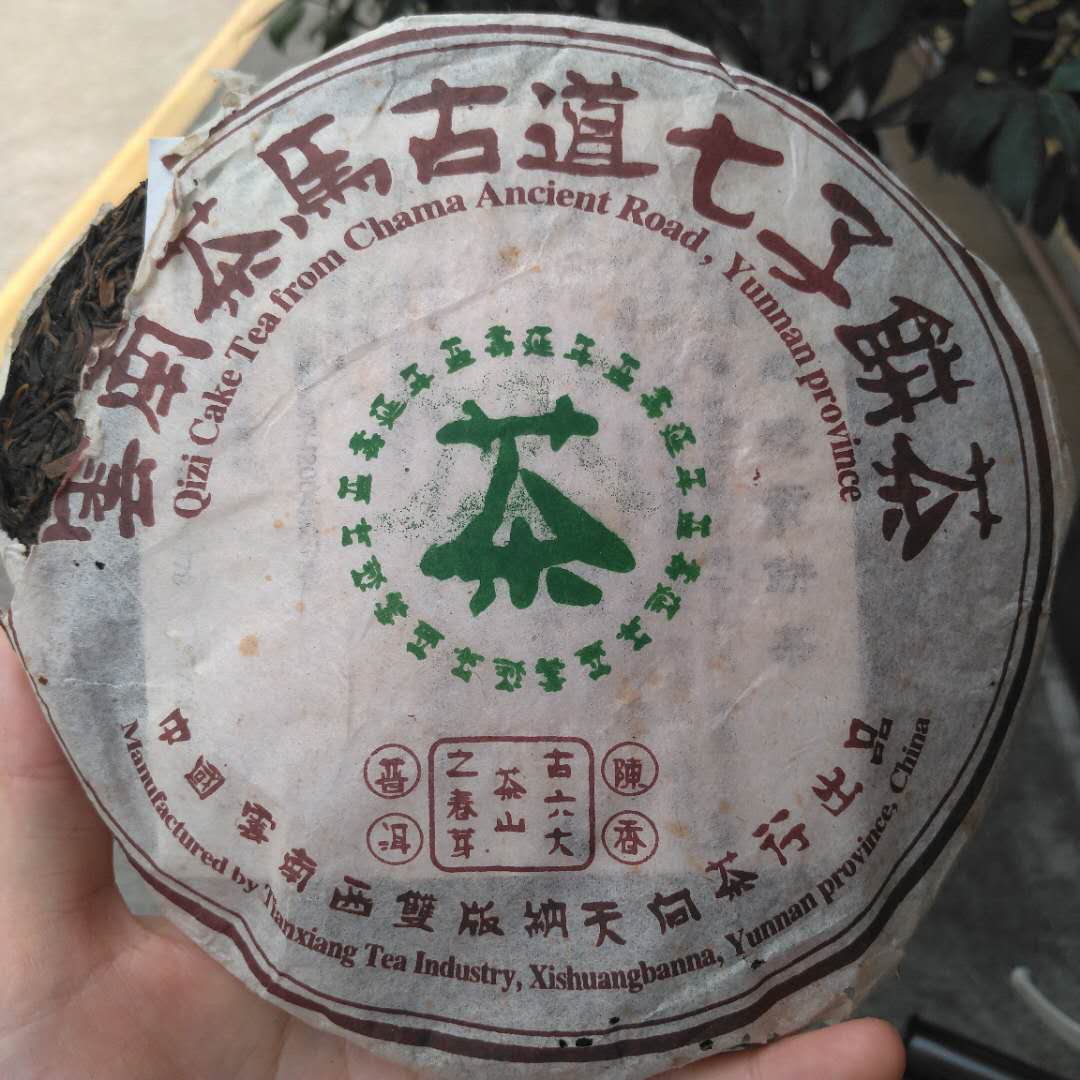 雲南茶馬古道七子餅茶
Qizi Cake Tea from Chama Ancient Road, Yunnan province
茶
普洱
陳香
古六大
茶山
之春芽
中國雲南西雙版納天向茶行出品
Manufactured by Tianxiang Tea Industry, Xishuangbanna, Yunnan province, China